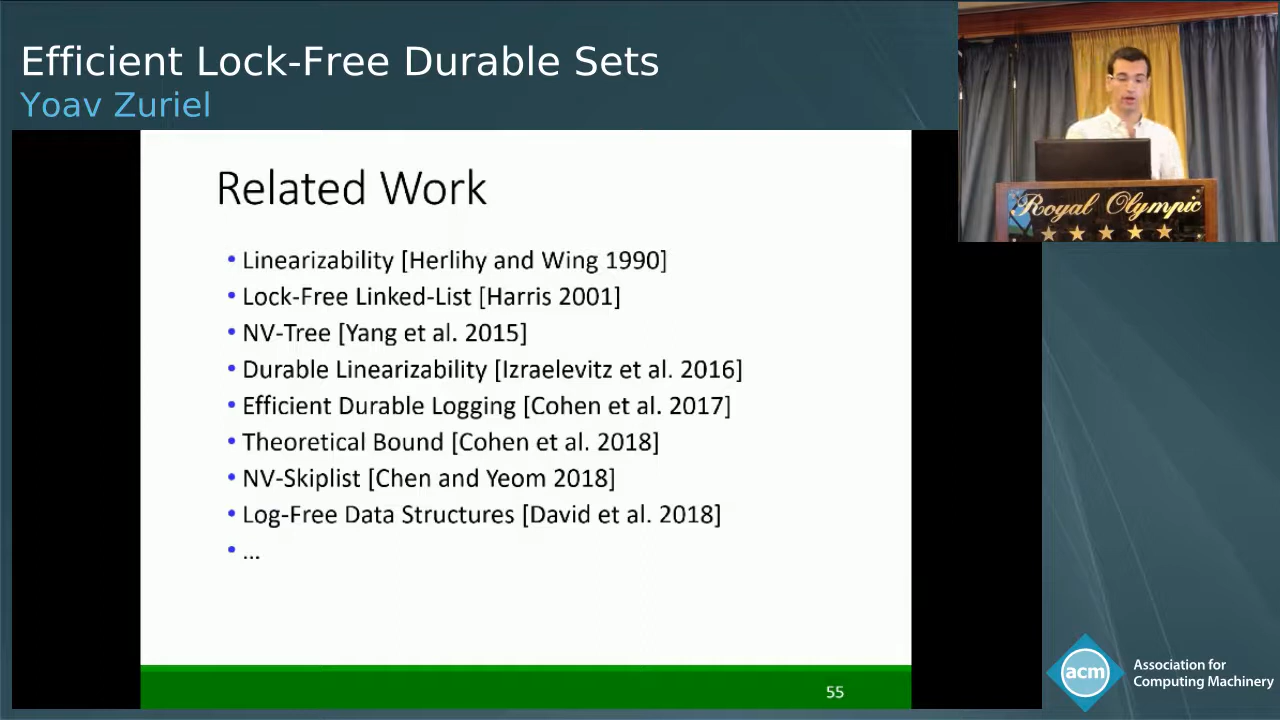 Efficient Lock-Free Durable Sets
Yoav Zuriel
Royal Olympic
Related Work
• Linearizability [Herlihy and Wing 1990]
• Lock-Free Linked-List [Harris 2001]
• NV-Tree [Yang et al. 2015]
• Durable Linearizability [Izraelevitz et al. 2016]
• Efficient Durable Logging [Cohen et al. 2017]
• Theoretical Bound [Cohen et al. 2018]
• NV-Skiplist [Chen and Yeom 2018]
• Log-Free Data Structures [David et al. 2018]
• ...
55
acm
Association for
Computing Machinery